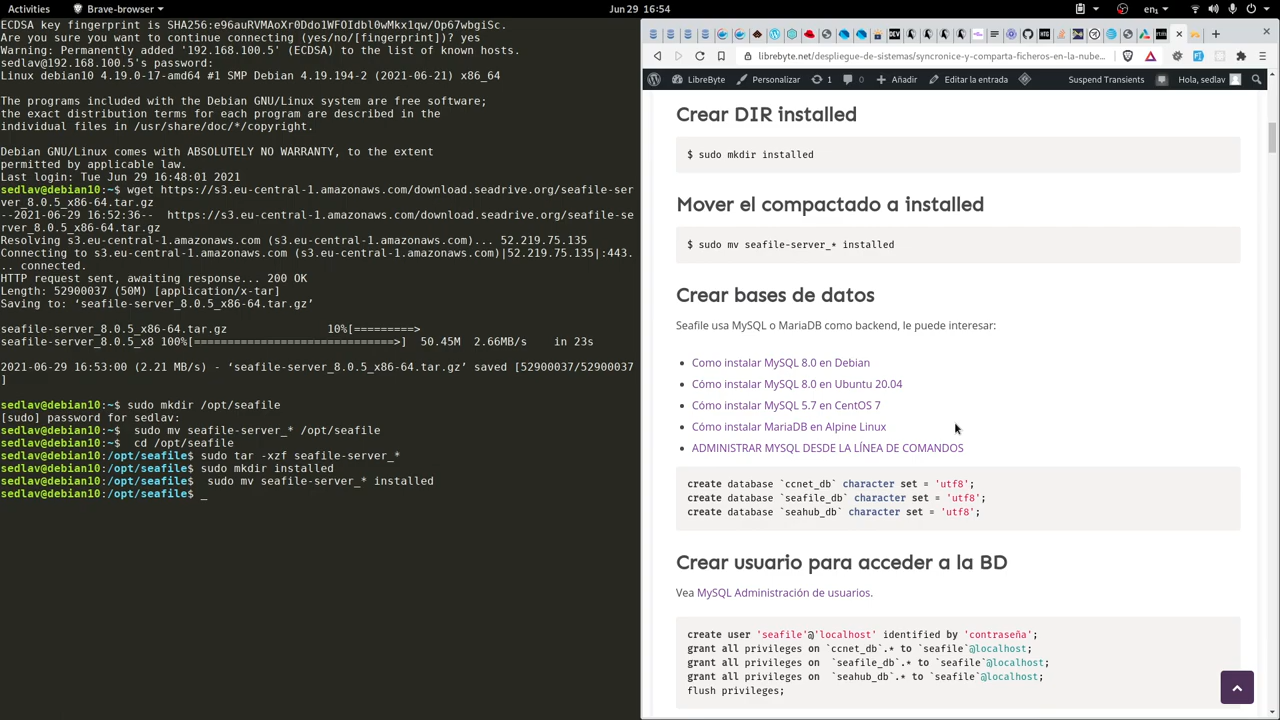 Activities
Brave-browser
Jun 29 16:54
en
ECDSA key fingerprint is SHA256:e96auRVMAoXr0Ddo1WFOIdbl0wMkx1qw/Op67wbgiSc.
Are you sure you want to continue connecting (yes/no/[fingerprint])? yes
Warning: Permanently added '192.168.100.5' (ECDSA) to the list of known hosts.
sedlav@192.168.100.5's password:
Linux debian10 4.19.0-17-amd64 #1 SMP Debian 4.19.194-2 (2021-06-21) x86_64
The programs included with the Debian GNU/Linux system are free software;
the exact distribution terms for each program are described in the
individual files in /usr/share/doc/*/copyright.
Debian GNU/Linux comes with ABSOLUTELY NO WARRANTY, to the extent
permitted by applicable law.
Last login: Tue Jun 29 16:48:01 2021
sedlav@debian10:~$ wget https://s3.eu-central-1.amazonaws.com/download.seadrive.org/seafile-ser
ver_8.0.5_x86-64.tar.gz
--2021-06-29 16:52:36--  https://s3.eu-central-1.amazonaws.com/download.seadrive.org/seafile-se
rver_8.0.5_x86-64.tar.gz
Resolving s3.eu-central-1.amazonaws.com (s3.eu-central-1.amazonaws.com)... 52.219.75.135
Connecting to s3.eu-central-1.amazonaws.com (s3.eu-central-1.amazonaws.com)|52.219.75.135|:443.
.. connected.
HTTP request sent, awaiting response... 200 OK
Length: 52900037 (50M) [application/x-tar]
Saving to: ‘seafile-server_8.0.5_x86-64.tar.gz’
seafile-server_8.0.5_x86-64.tar.gz                 10%[=========>
seafile-server_8.0.5_x8 100%[==================================>]  50.45M  2.66MB/s    in 23s
2021-06-29 16:53:00 (2.21 MB/s) - ‘seafile-server_8.0.5_x86-64.tar.gz’ saved [52900037/52900037
]
sedlav@debian10:~$ sudo mkdir /opt/seafile
[sudo] password for sedlav:
sedlav@debian10:~$ sudo mv seafile-server_* /opt/seafile
sedlav@debian10:~$  cd /opt/seafile
sedlav@debian10:/opt/seafile$ sudo tar -xzf seafile-server_*
sedlav@debian10:/opt/seafile$ sudo mkdir installed
sedlav@debian10:/opt/seafile$  sudo mv seafile-server_* installed
sedlav@debian10:/opt/seafile$ _
librebyte.net/despliegue-de-sistemas/syncronice-y-comparta-ficheros-en-la-nube...
LibreByte
Personalizar
1
0
Añadir
Editar la entrada
Suspend Transients
Hola, sedlav
Crear DIR installed
$ sudo mkdir installed
Mover el compactado a installed
$ sudo mv seafile-server_* installed
Crear bases de datos
Seafile usa MySQL o MariaDB como backend, le puede interesar:
Como instalar MySQL 8.0 en Debian
Cómo instalar MySQL 8.0 en Ubuntu 20.04
Cómo instalar MySQL 5.7 en CentOS 7
Cómo instalar MariaDB en Alpine Linux
ADMINISTRAR MYSQL DESDE LA LÍNEA DE COMANDOS
create database `ccnet_db` character set = 'utf8';
create database `seafile_db` character set = 'utf8';
create database `seahub_db` character set = 'utf8';
Crear usuario para acceder a la BD
Vea MySQL Administración de usuarios.
create user 'seafile'@'localhost' identified by 'contraseña';
grant all privileges on `ccnet_db`.* to `seafile`@localhost;
grant all privileges on  `seafile_db`.* to `seafile`@localhost;
grant all privileges on  `seahub_db`.* to `seafile`@localhost;
flush privileges;